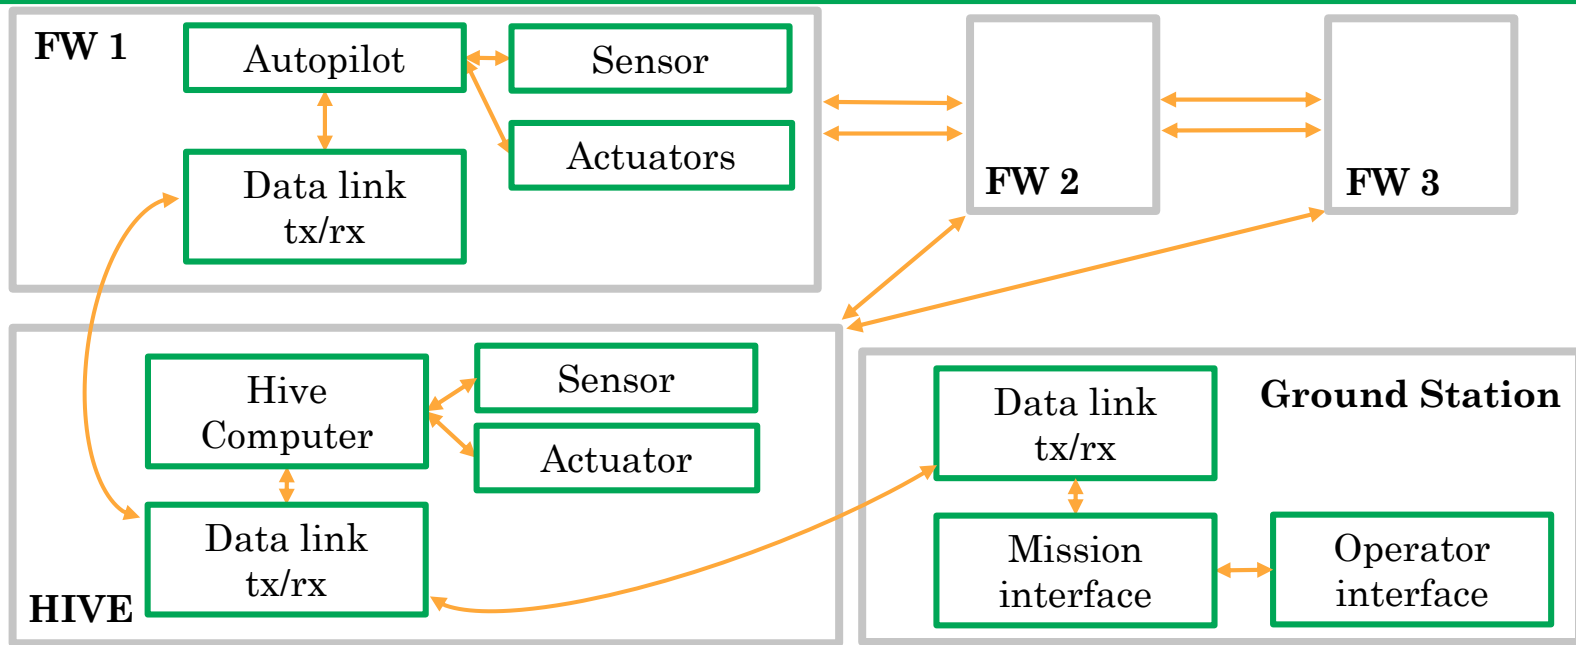 FW 1
Autopilot
Sensor
Actuators
Data link
tx/rx
FW 2
FW 3
Hive
Computer
Sensor
Actuator
Data link
tx/rx
HIVE
Ground Station
Data link
tx/rx
Mission
interface
Operator
interface